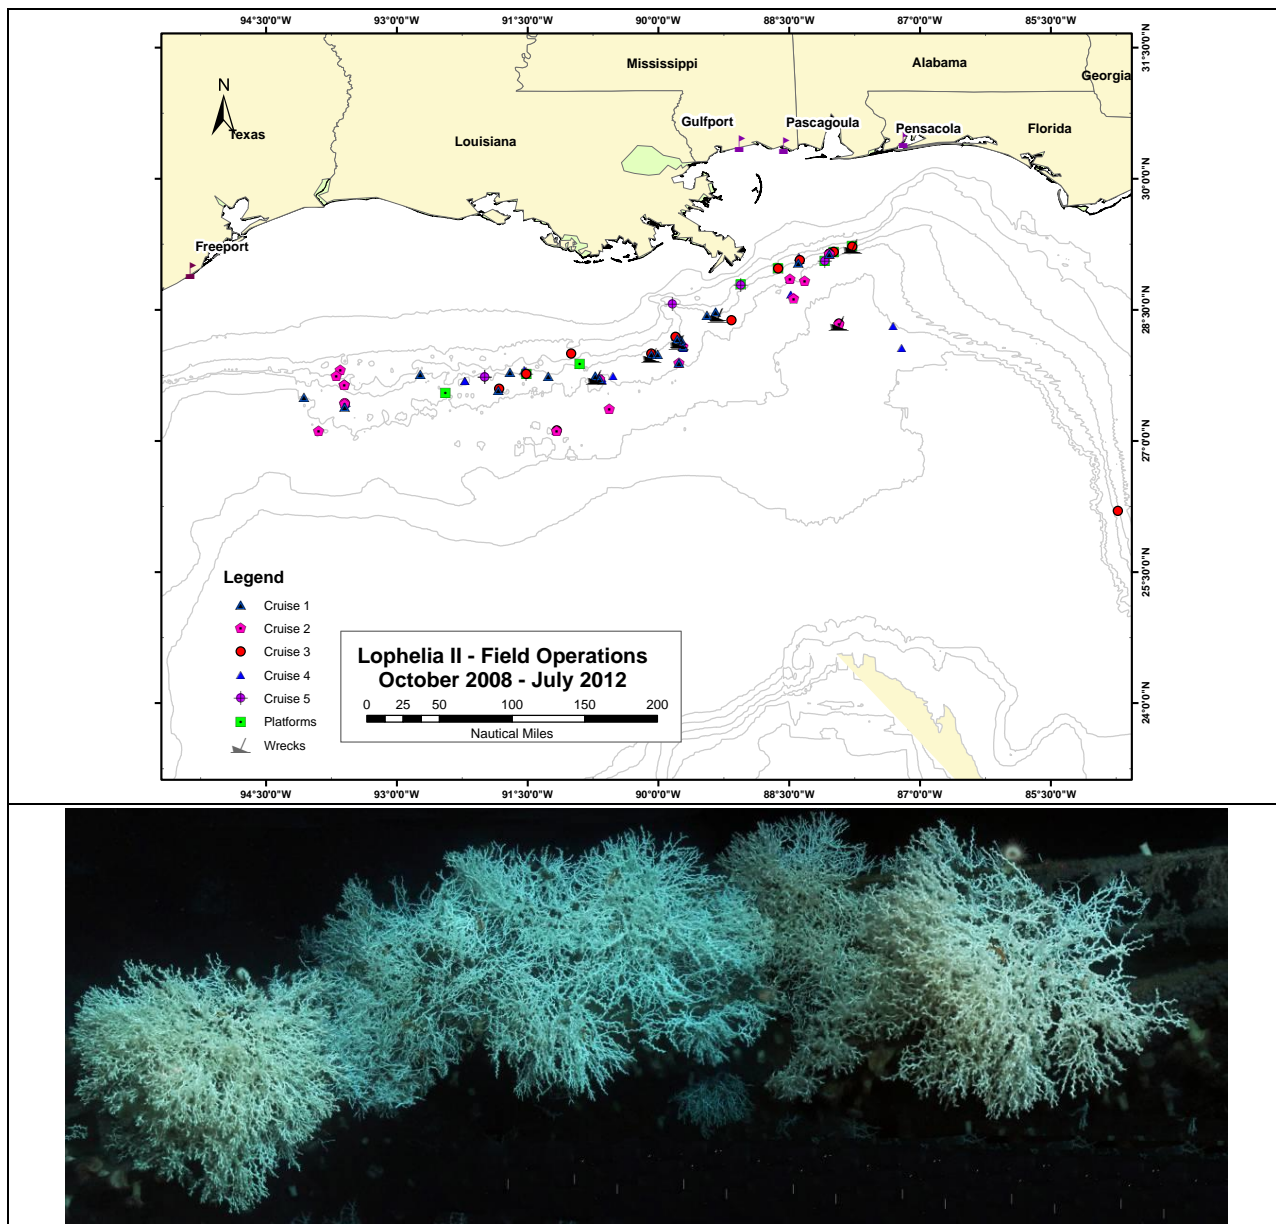 94°30'0"W 93°0'0"W 91°30'0"W 90°0'0"W 88°30'0"W 87°0'0"W 85°30'0"W
31°30'0"N
Mississippi
Alabama
Georgia
N
Texas
Louisiana
Gulfport
Pascagoula
Pensacola
Florida
30°0'0"N
Freeport
28°30'0"N
27°0'0"N
25°30'0"N
24°0'0"N
Legend
Cruise 1
Cruise 2
Cruise 3
Cruise 4
Cruise 5
Platforms
Wrecks
Lophelia II - Field Operations
October 2008 - July 2012
0 25 50 100 150 200
Nautical Miles
94°30'0"W 93°0'0"W 91°30'0"W 90°0'0"W 88°30'0"W 87°0'0"W 85°30'0"W